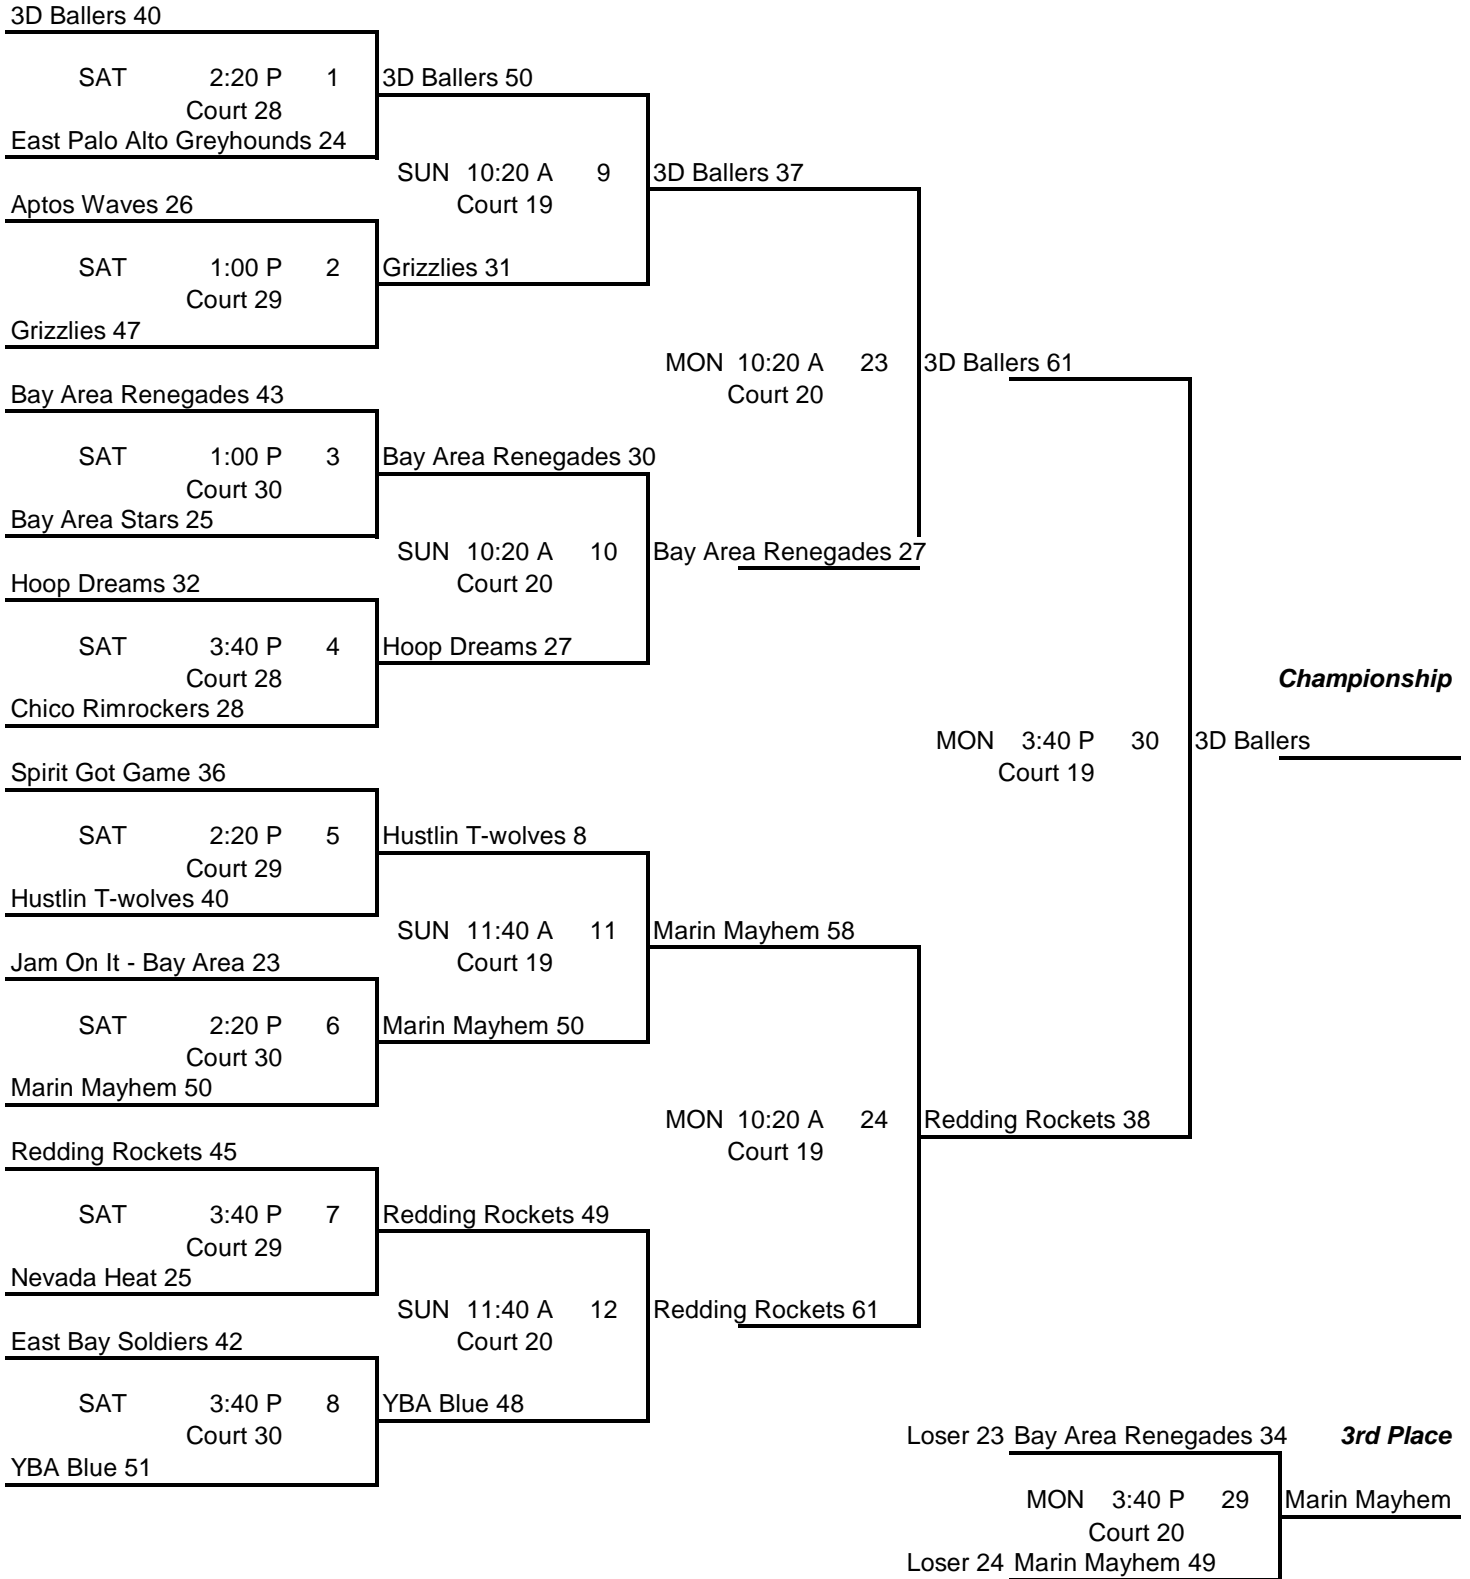 3D Ballers 40
SAT 2:20 P 1 3D Ballers 50
Court 28
East Palo Alto Greyhounds 24
SUN 10:20 A 9 3D Ballers 37
Aptos Waves 26
Court 19
SAT 1:00 P 2 Grizzlies 31
Court 29
Grizzlies 47
MON 10:20 A 23 3D Ballers 61
Bay Area Renegades 43
Court 20
SAT 1:00 P 3 Bay Area Renegades 30
Court 30
Bay Area Stars 25
SUN 10:20 A 10 Bay Area Renegades 27
Hoop Dreams 32
Court 20
SAT 3:40 P 4 Hoop Dreams 27
Court 28
Championship
Chico Rimrockers 28
MON 3:40 P 30 3D Ballers
Spirit Got Game 36
Court 19
SAT 2:20 P 5 Hustlin T-wolves 8
Court 29
Hustlin T-wolves 40
SUN 11:40 A 11 Marin Mayhem 58
Jam On It - Bay Area 23
Court 19
SAT 2:20 P 6 Marin Mayhem 50
Court 30
Marin Mayhem 50
MON 10:20 A 24 Redding Rockets 38
Redding Rockets 45
Court 19
SAT 3:40 P 7 Redding Rockets 49
Court 29
Nevada Heat 25
SUN 11:40 A 12 Redding Rockets 61
East Bay Soldiers 42
Court 20
SAT 3:40 P 8 YBA Blue 48
Court 30
Loser 23 Bay Area Renegades 34 3rd Place
YBA Blue 51
MON 3:40 P 29 Marin Mayhem
Court 20
Loser 24 Marin Mayhem 49